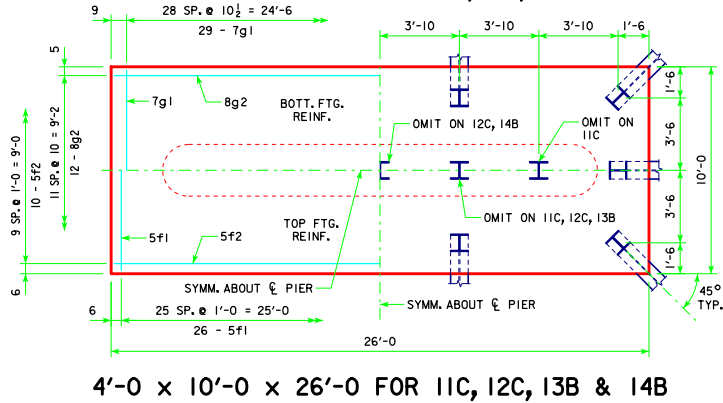 9
28 SP. @ 10½ = 24'-6
29 - 7g1
3'-10
3'-10
3'-10
1'-6
5
7g1
8g2
BOTT. FTG.
REINF.
OMIT ON 12C, 14B
OMIT ON
11C
1'-6
3'-6
10'-0
3'-6
1'-6
9 SP. @ 1'-0 = 9'-0
10 - 5f2
11 SP. @ 10 = 9'-2
12 - 8g2
TOP FTG.
REINF.
OMIT ON 11C, 12C, 13B
5f1
5f2
6
SYMM. ABOUT ℄ PIER
SYMM. ABOUT ℄ PIER
45°
TYP.
6
25 SP. @ 1'-0 = 25'-0
26 - 5f1
26'-0
4'-0 x 10'-0 x 26'-0 FOR 11C, 12C, 13B & 14B